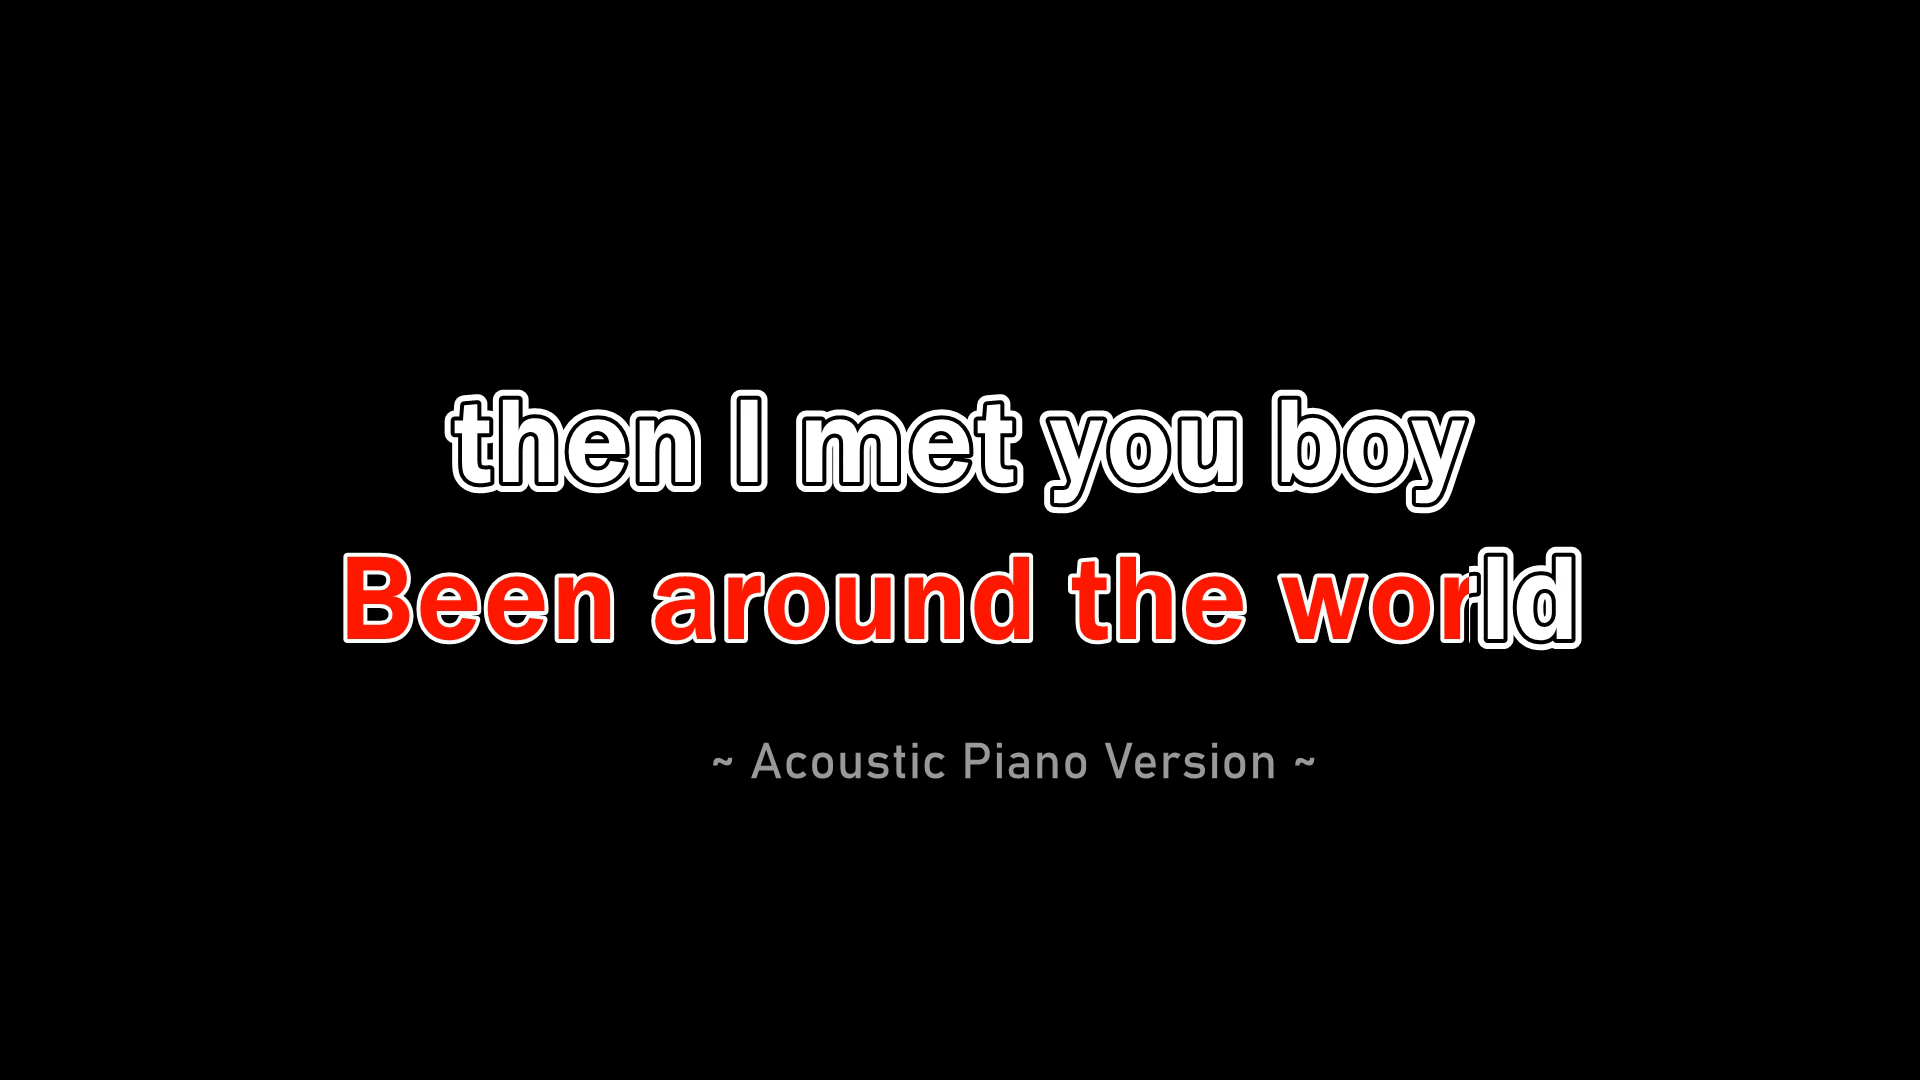 then I met you boy
Been around the world
~ Acoustic Piano Version ~